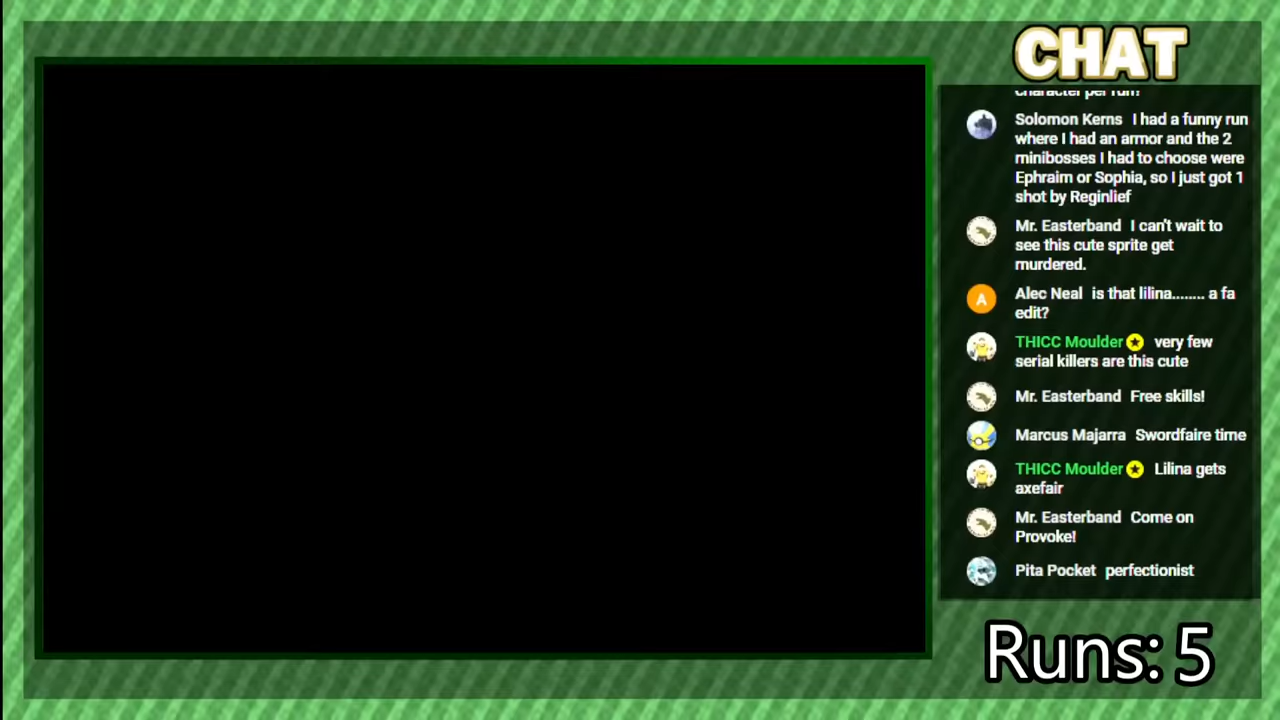 CHAT
character per run?
Solomon Kerns I had a funny run
where I had an armor and the 2
minibosses I had to choose were
Ephraim or Sophia, so I just got 1
shot by Reginlief
Mr. Easterband I can't wait to
see this cute sprite get
murdered.
A
Alec Neal is that lilina........ a fa
edit?
THICC Moulder very few
serial killers are this cute
Mr. Easterband Free skills!
Marcus Majarra Swordfaire time
THICC Moulder Lilina gets
axefair
Mr. Easterband Come on
Provoke!
Pita Pocket perfectionist
Runs: 5